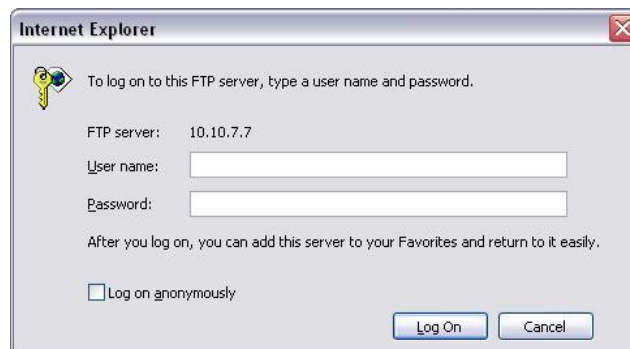 Internet Explorer
To log on to this FTP server, type a user name and password.
FTP server: 10.10.7.7
User name:
Password:
After you log on, you can add this server to your Favorites and return to it easily.
Log on anonymously
Log On Cancel